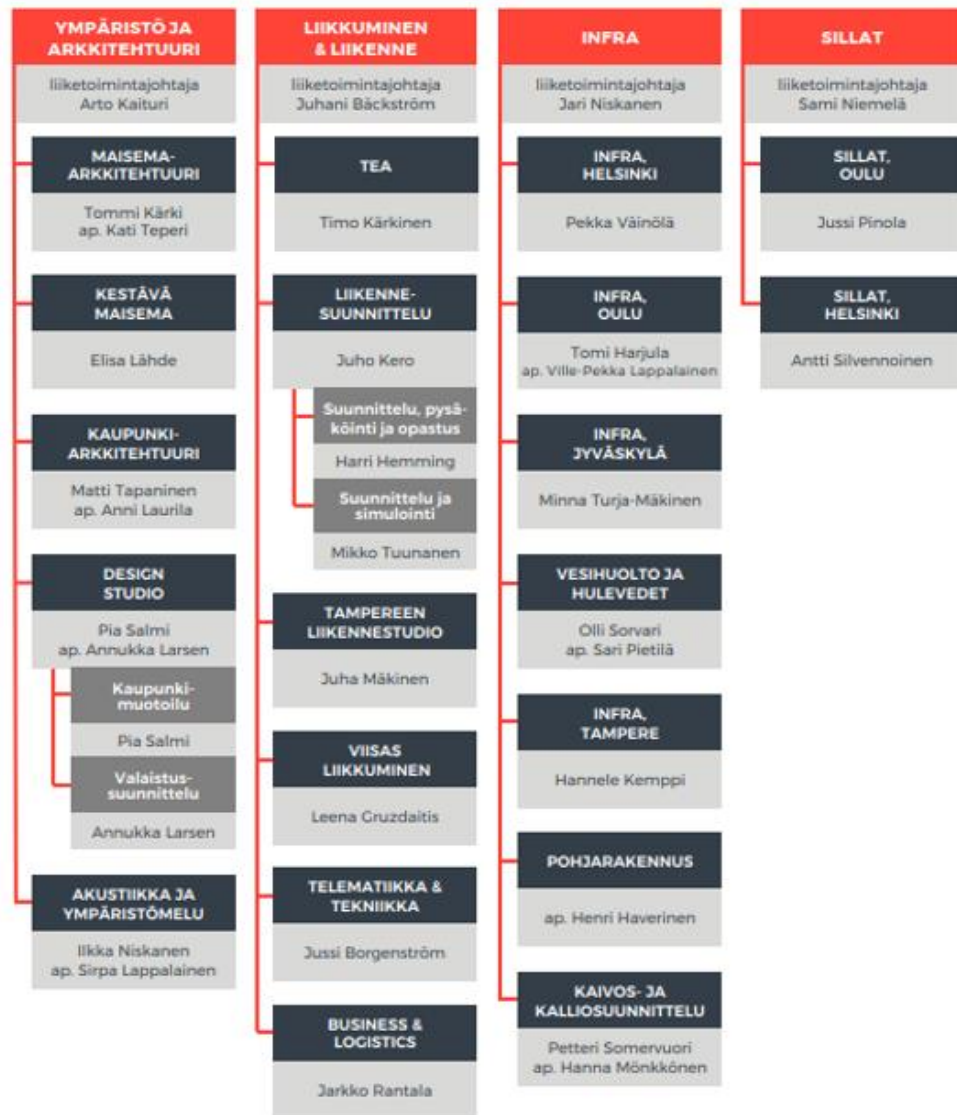 YMPÄRISTÖ JA
ARKKITEHTUURI
liiketoimintajohtaja
Arto Kaituri
MAISEMA-
ARKKITEHTUURI
Tommi Kärki
ap. Kati Teperi
KESTÄVÄ
MAISEMA
Elisa Lähde
KAUPUNKI-
ARKKITEHTUURI
Matti Tapaninen
ap. Anni Laurila
DESIGN
STUDIO
Pia Salmi
ap. Annukka Larsen
Kaupunki-
muotoilu
Pia Salmi
Valaistus-
suunnittelu
Annukka Larsen
AKUSTIIKKA JA
YMPÄRISTÖMELU
Ilkka Niskanen
ap. Sirpa Lappalainen
LIIKKUMINEN
& LIIKENNE
liiketoimintajohtaja
Juhani Bäckström
TEA
Timo Kärkinen
LIIKENNE-
SUUNNITTELU
Juho Kero
Suunnittelu, pysä-
köinti ja opastus
Harri Hemming
Suunnittelu ja
simulointi
Mikko Tuunanen
TAMPEREEN
LIIKENNESTUDIO
Juha Mäkinen
VIISAS
LIIKKUMINEN
Leena Gruzdaitis
TELEMATIIKKA &
TEKNIIKKA
Jussi Borgenström
BUSINESS &
LOGISTICS
Jarkko Rantala
INFRA
liiketoimintajohtaja
Jari Niskanen
INFRA,
HELSINKI
Pekka Väinölä
INFRA,
OULU
Tomi Harjula
ap. Ville-Pekka Lappalainen
INFRA,
JYVÄSKYLÄ
Minna Turja-Mäkinen
VESIHUOLTO JA
HULEVEDET
Olli Sorvari
ap. Sari Pietilä
INFRA,
TAMPERE
Hannele Kemppi
POHJARAKENNUS
ap. Henri Haverinen
KAIVOS- JA
KALLIOSUUNNITTELU
Petteri Somervuori
ap. Hanna Mönkkönen
SILLAT
liiketoimintajohtaja
Sami Niemelä
SILLAT,
OULU
Jussi Pinola
SILLAT,
HELSINKI
Antti Silvennoinen